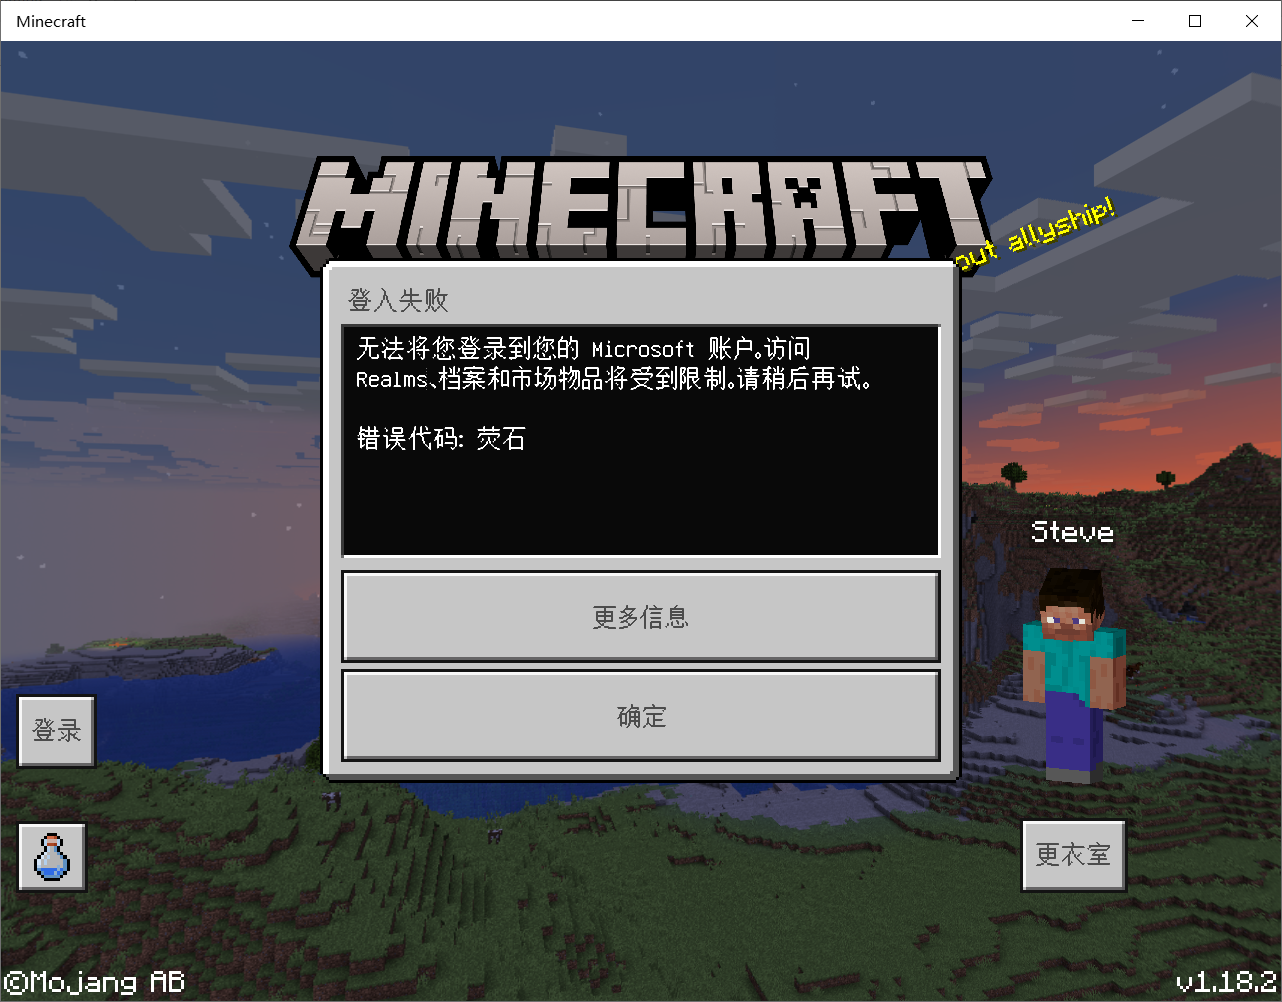 Minecraft
MINECRAFT
out allyship!
登入失败
无法将您登录到您的 Microsoft 账户。访问
Realms、档案和市场物品将受到限制。请稍后再试。
错误代码: 荧石
Steve
更多信息
确定
登录
更衣室
©Mojang AB
v1.18.2